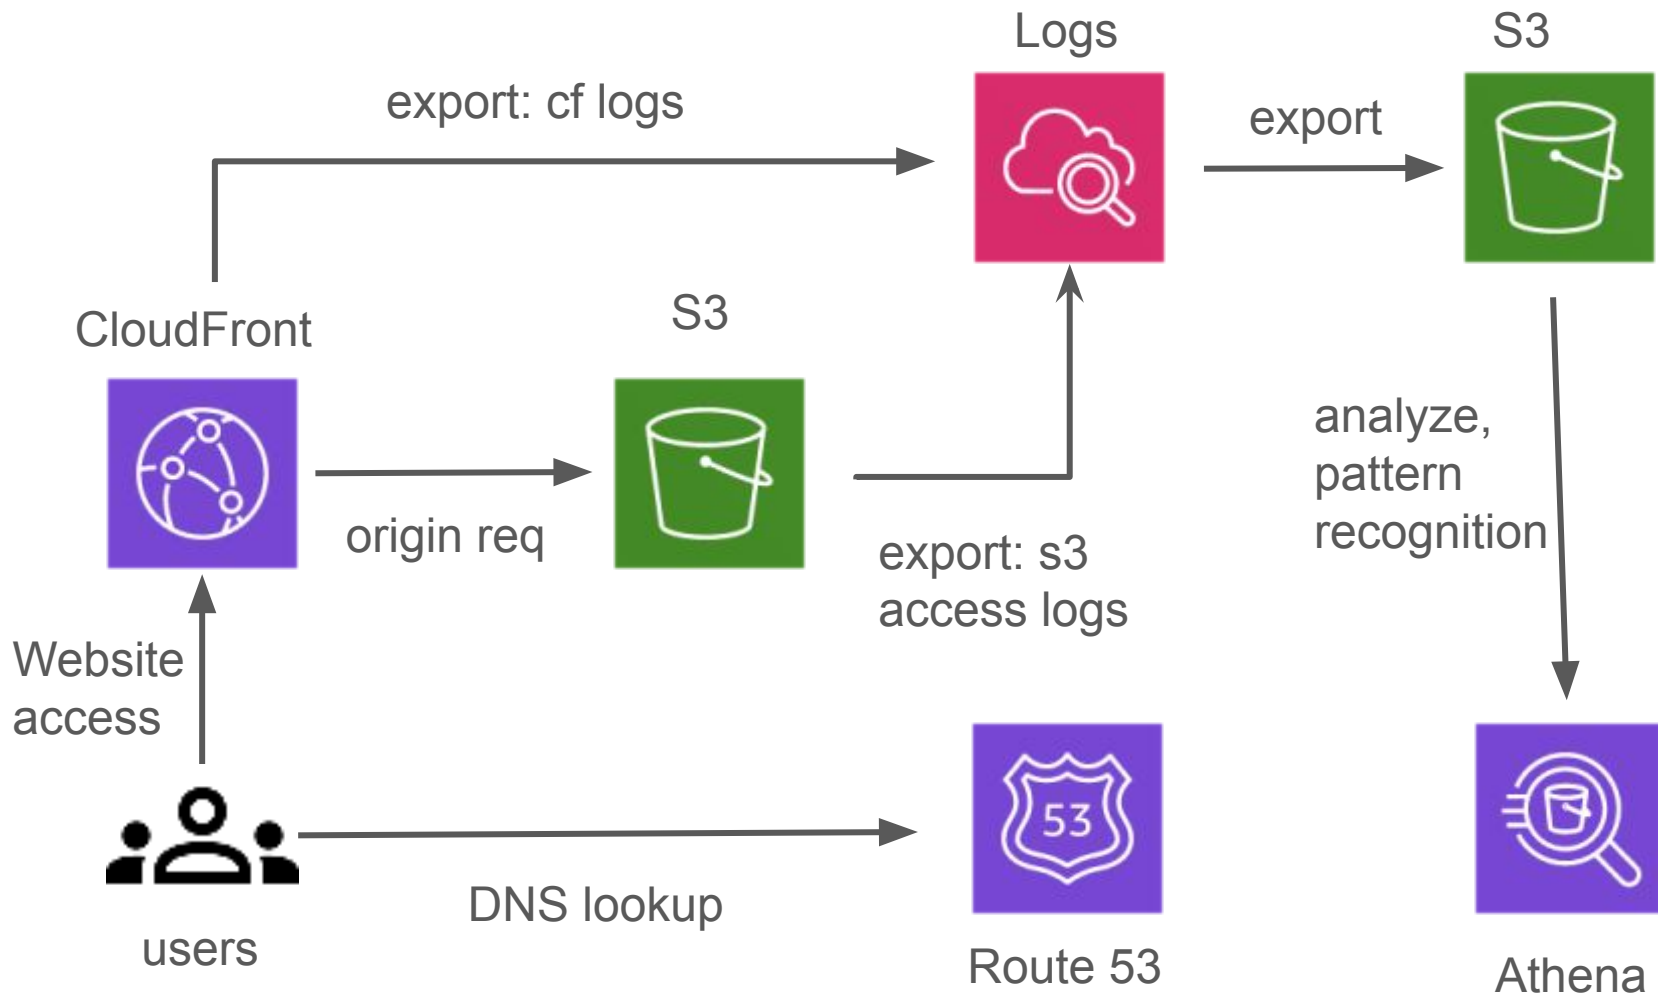 Logs
S3
export: cf logs
export
CloudFront
S3
origin req
export: s3
access logs
analyze,
pattern
recognition
Website
access
53
users
DNS lookup
Route 53
Athena